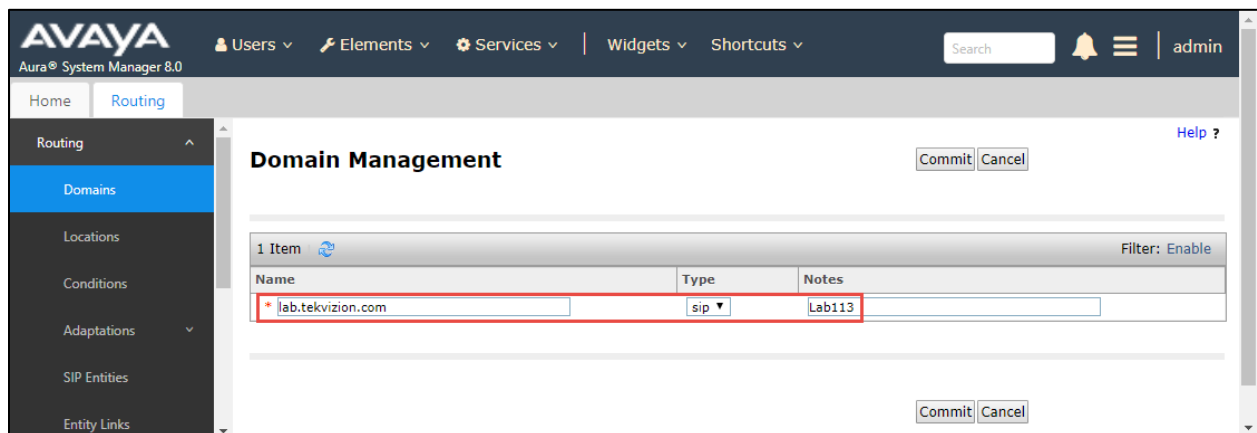 AVAYA
Aura® System Manager 8.0
Users Elements Services | Widgets Shortcuts Search | admin
Home Routing
Routing
Domains
Locations
Conditions
Adaptations
SIP Entities
Entity Links
Help ?
Domain Management Commit Cancel
1 Item Filter: Enable
Name Type Notes
* lab.tekvizion.com sip Lab113
Commit Cancel